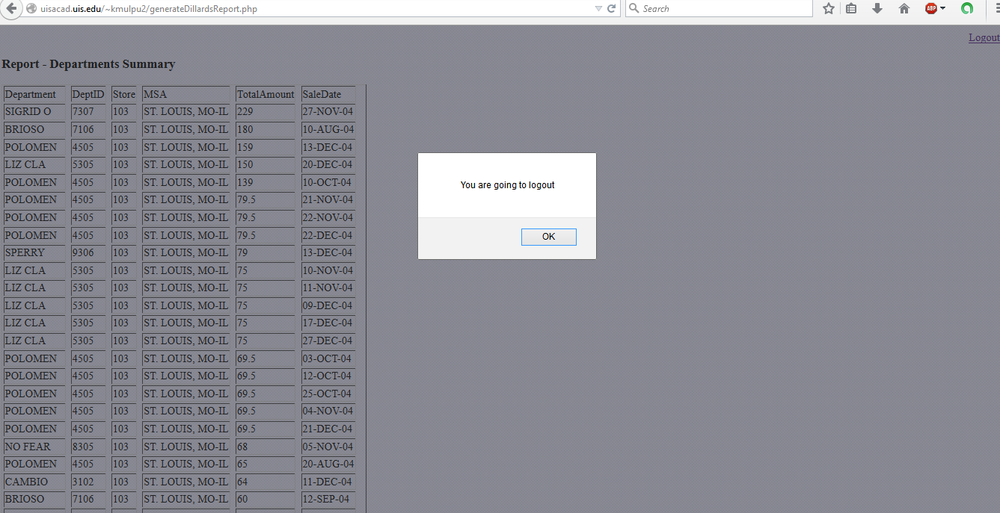 uisacad.uis.edu/~kmulpu2/generateDillardsReport.php
Search
ABP
Logout
Report - Departments Summary
Department DeptID Store MSA TotalAmount SaleDate
SIGRID O 7307 103 ST. LOUIS, MO-IL 229 27-NOV-04
BRIOSO 7106 103 ST. LOUIS, MO-IL 180 10-AUG-04
POLOMEN 4505 103 ST. LOUIS, MO-IL 159 13-DEC-04
LIZ CLA 5305 103 ST. LOUIS, MO-IL 150 20-DEC-04
POLOMEN 4505 103 ST. LOUIS, MO-IL 139 10-OCT-04
POLOMEN 4505 103 ST. LOUIS, MO-IL 79.5 21-NOV-04
POLOMEN 4505 103 ST. LOUIS, MO-IL 79.5 22-NOV-04
POLOMEN 4505 103 ST. LOUIS, MO-IL 79.5 22-DEC-04
SPERRY 9306 103 ST. LOUIS, MO-IL 79 13-DEC-04
LIZ CLA 5305 103 ST. LOUIS, MO-IL 75 10-NOV-04
LIZ CLA 5305 103 ST. LOUIS, MO-IL 75 11-NOV-04
LIZ CLA 5305 103 ST. LOUIS, MO-IL 75 09-DEC-04
LIZ CLA 5305 103 ST. LOUIS, MO-IL 75 17-DEC-04
LIZ CLA 5305 103 ST. LOUIS, MO-IL 75 27-DEC-04
POLOMEN 4505 103 ST. LOUIS, MO-IL 69.5 03-OCT-04
POLOMEN 4505 103 ST. LOUIS, MO-IL 69.5 12-OCT-04
POLOMEN 4505 103 ST. LOUIS, MO-IL 69.5 25-OCT-04
POLOMEN 4505 103 ST. LOUIS, MO-IL 69.5 04-NOV-04
POLOMEN 4505 103 ST. LOUIS, MO-IL 69.5 21-DEC-04
NO FEAR 8305 103 ST. LOUIS, MO-IL 68 05-NOV-04
POLOMEN 4505 103 ST. LOUIS, MO-IL 65 20-AUG-04
CAMBIO 3102 103 ST. LOUIS, MO-IL 64 11-DEC-04
BRIOSO 7106 103 ST. LOUIS, MO-IL 60 12-SEP-04
You are going to logout
OK